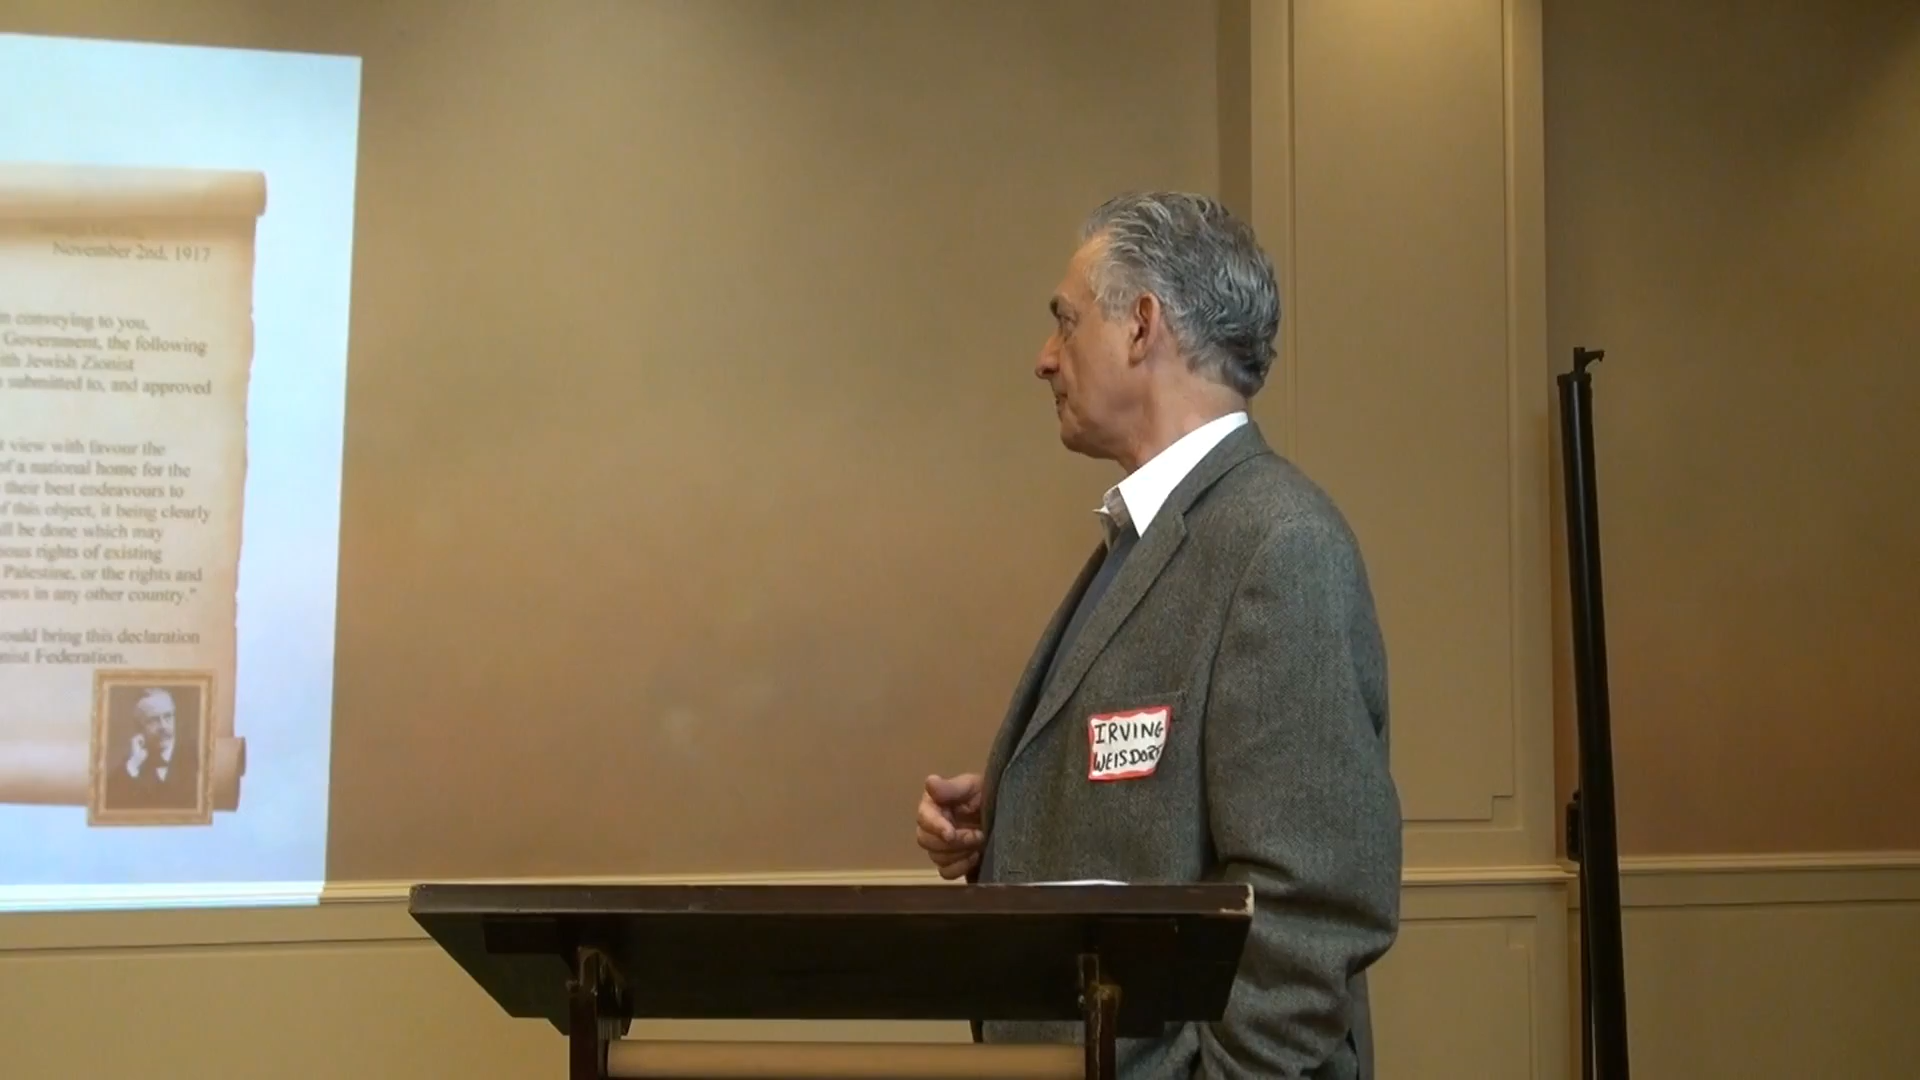 November 2nd, 1917
conveying to you,
Government, the following
ith Jewish Zionist
submitted to, and approved
view with favour the
of a national home for the
their best endeavours to
f this object, it being clearly
ll be done which may
ious rights of existing
Palestine, or the rights and
ews in any other country."
would bring this declaration
nist Federation.
IRVING
WEISDORF